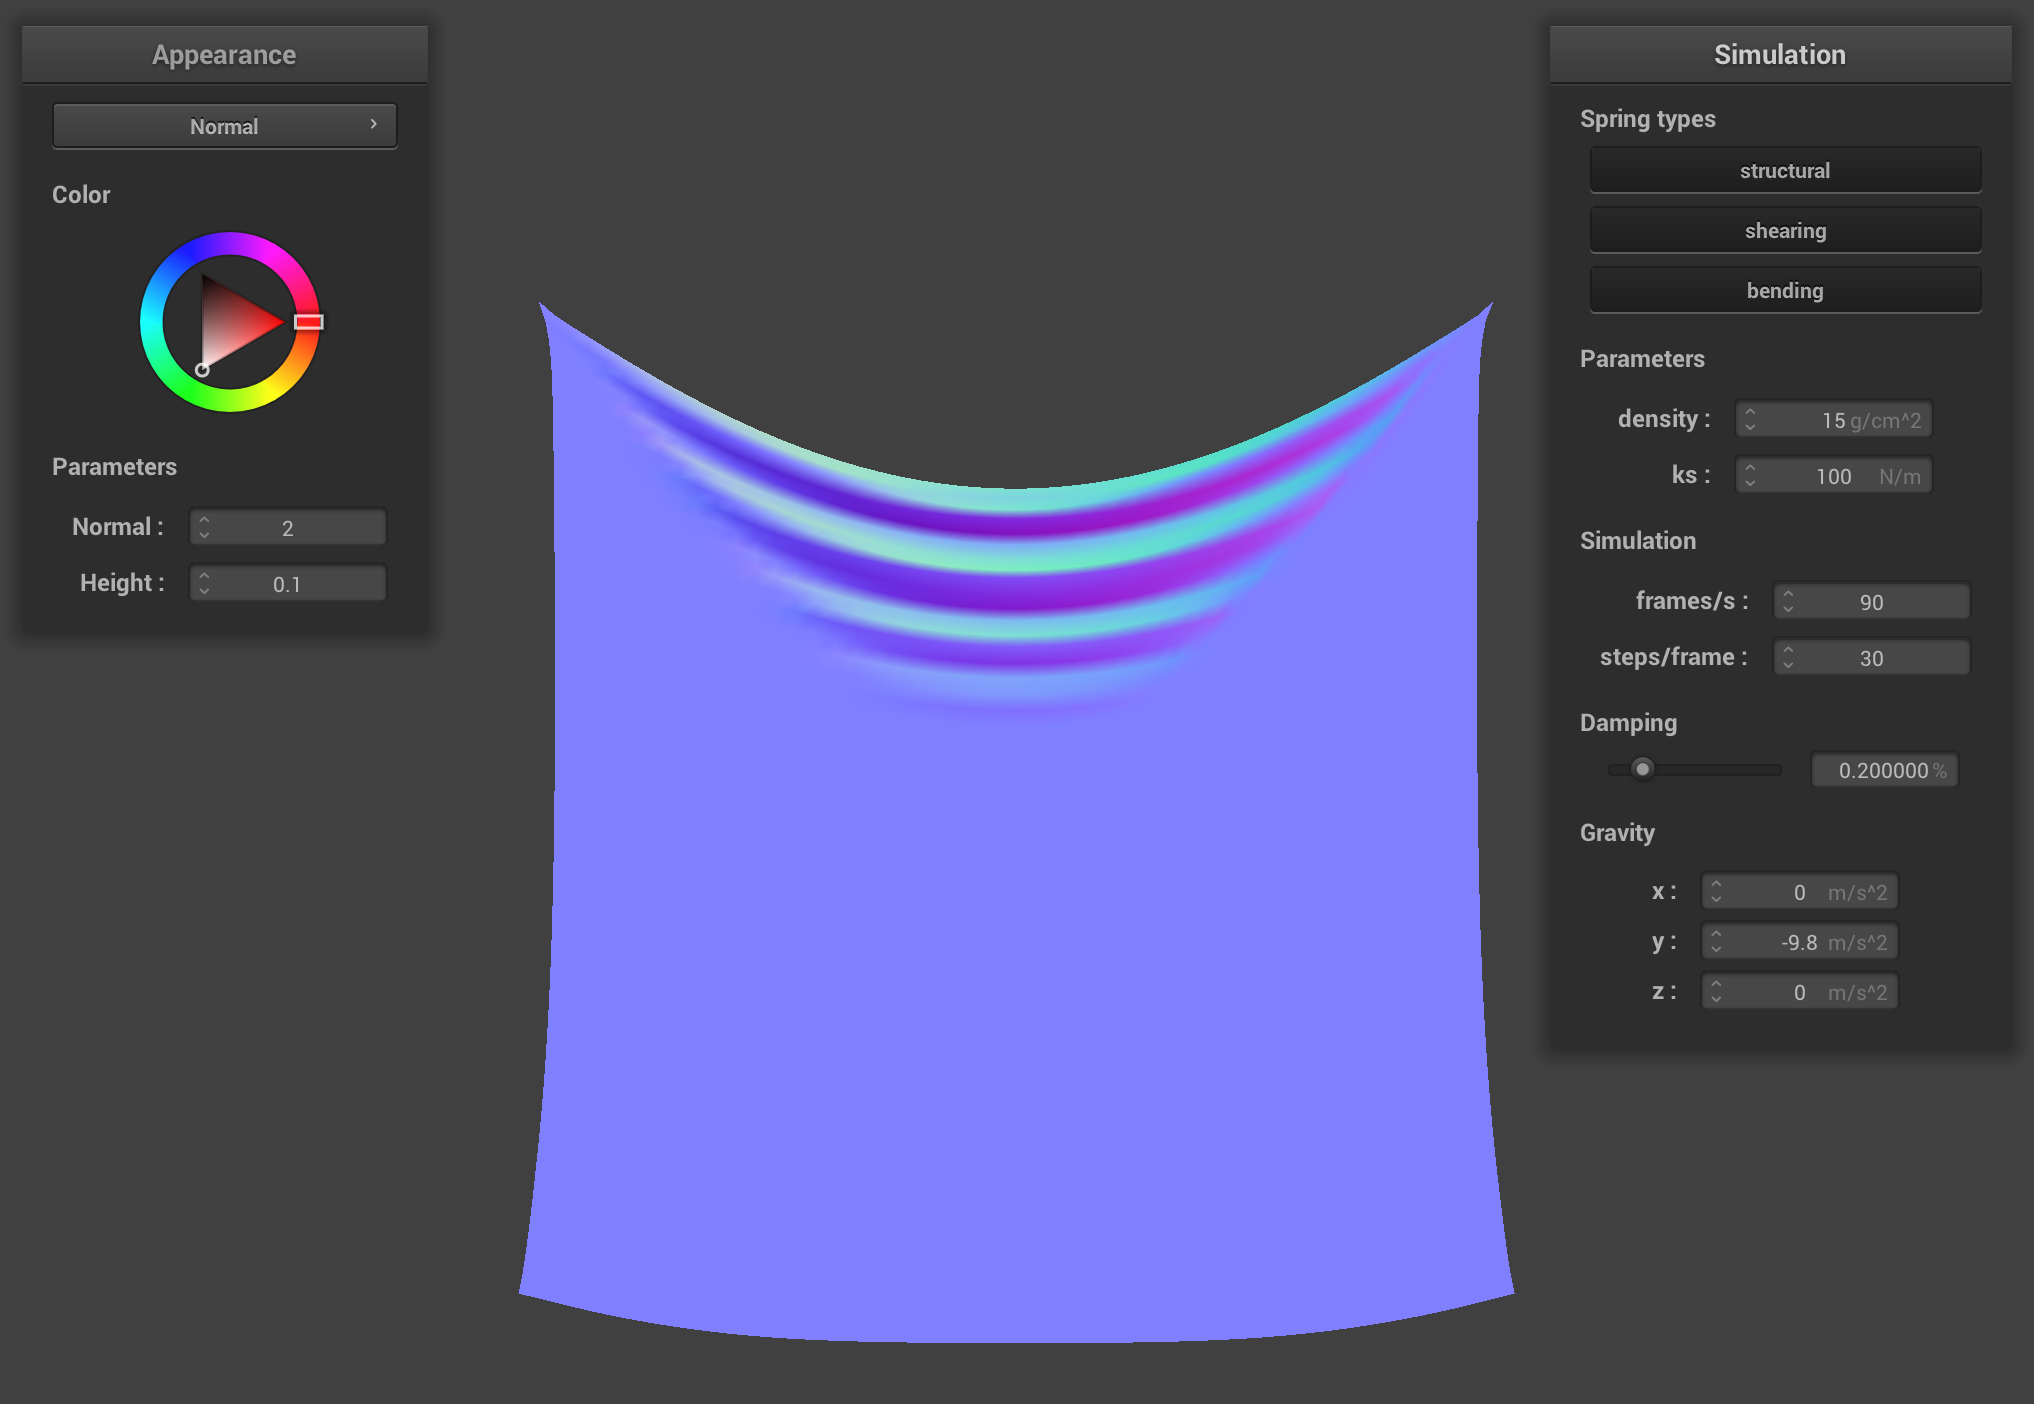 Appearance
Normal
Color
Parameters
Normal : 2
Height : 0.1
Simulation
Spring types
structural
shearing
bending
Parameters
density : 15 g/cm^2
ks : 100 N/m
Simulation
frames/s : 90
steps/frame : 30
Damping
0.200000 %
Gravity
x : 0 m/s^2
y : -9.8 m/s^2
z : 0 m/s^2